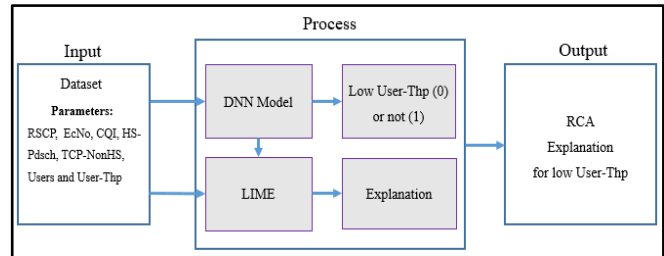 Process
Input
Output
Dataset
Parameters:
RSCP, EcNo, CQI, HS-
Pdsch, TCP-NonHS,
Users and User-Thp
DNN Model
Low User-Thp (0)
or not (1)
LIME
Explanation
RCA
Explanation
for low User-Thp